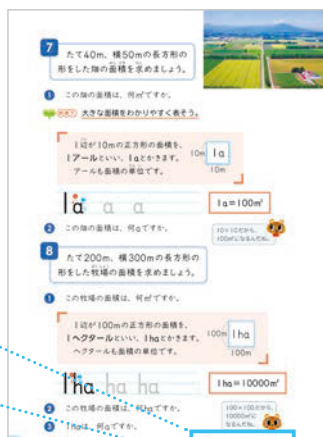 7
たて40m、横50mの長方形の
形をした畑の面積を求めましょう。
1 この畑の面積は、何m²ですか。
大きな面積をわかりやすく表そう。
1辺が10mの正方形の面積を、
1アールといい、1aとかきます。
アールも面積の単位です。
10m
1a
10m
1a a a
1a=100m²
2 この畑の面積は、何aですか。
10×10だから、
100m²になるんだね。
8
たて200m、横300mの長方形の
形をした牧場の面積を求めましょう。
1 この牧場の面積は、何m²ですか。
1辺が100mの正方形の面積を、
1ヘクタールといい、1haとかきます。
ヘクタールも面積の単位です。
100m
1ha
100m
1ha ha ha
1ha=10000m²
2 この牧場の面積は、何haですか。
100×100だから、
10000m²に
なるんだね。
3 1haは、何aですか。